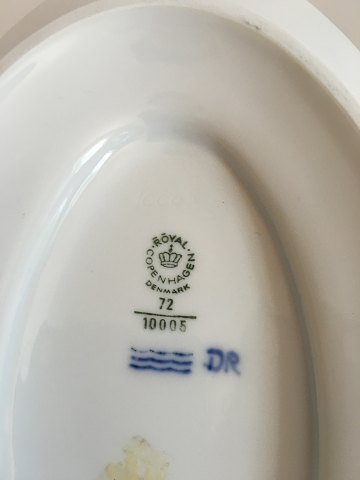 ROYAL
COPENHAGEN
DENMARK
72
10005
DR